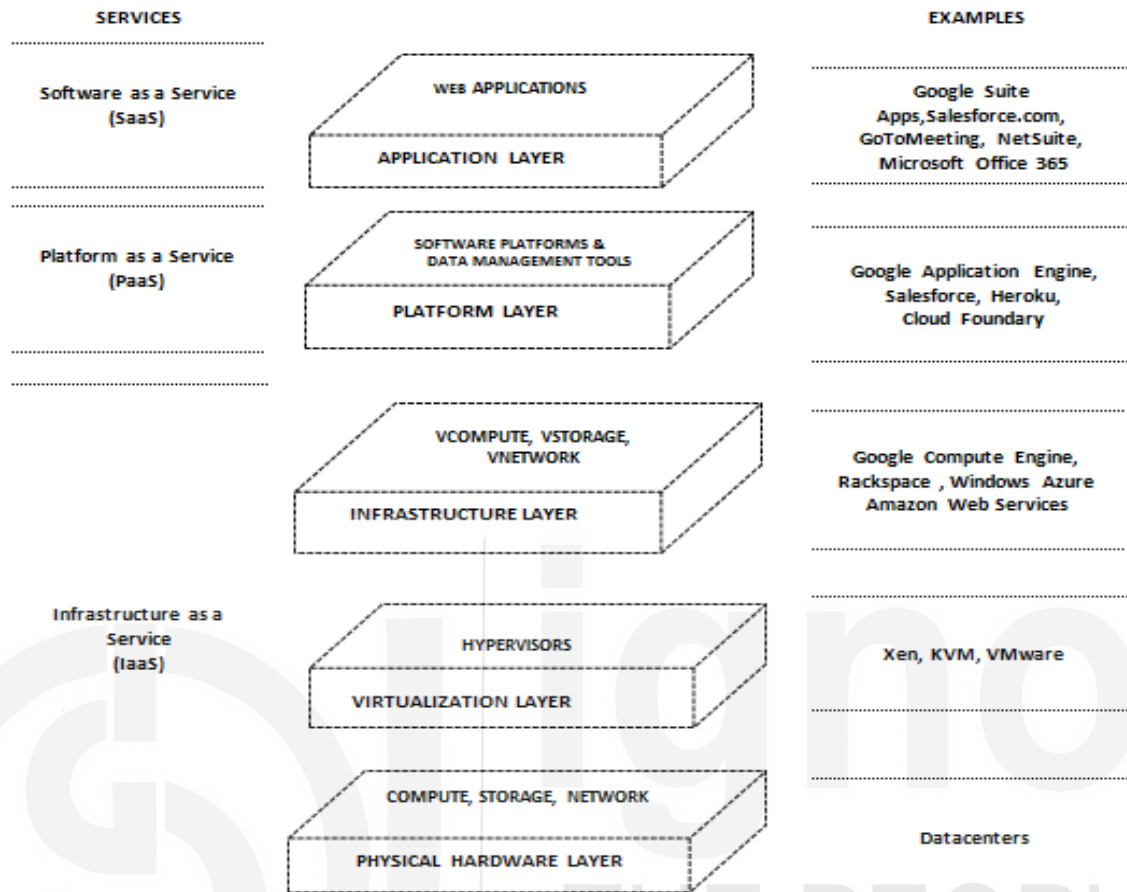 SERVICES
EXAMPLES
Software as a Service
(SaaS)
WEB APPLICATIONS
APPLICATION LAYER
Google Suite
Apps,Salesforce.com,
GoToMeeting, NetSuite,
Microsoft Office 365
Platform as a Service
(PaaS)
SOFTWARE PLATFORMS &
DATA MANAGEMENT TOOLS
PLATFORM LAYER
Google Application Engine,
Salesforce, Heroku,
Cloud Foundary
VCOMPUTE, VSTORAGE,
VNETWORK
INFRASTRUCTURE LAYER
Google Compute Engine,
Rackspace , Windows Azure
Amazon Web Services
Infrastructure as a
Service
(IaaS)
HYPERVISORS
VIRTUALIZATION LAYER
Xen, KVM, VMware
COMPUTE, STORAGE, NETWORK
PHYSICAL HARDWARE LAYER
Datacenters
igno